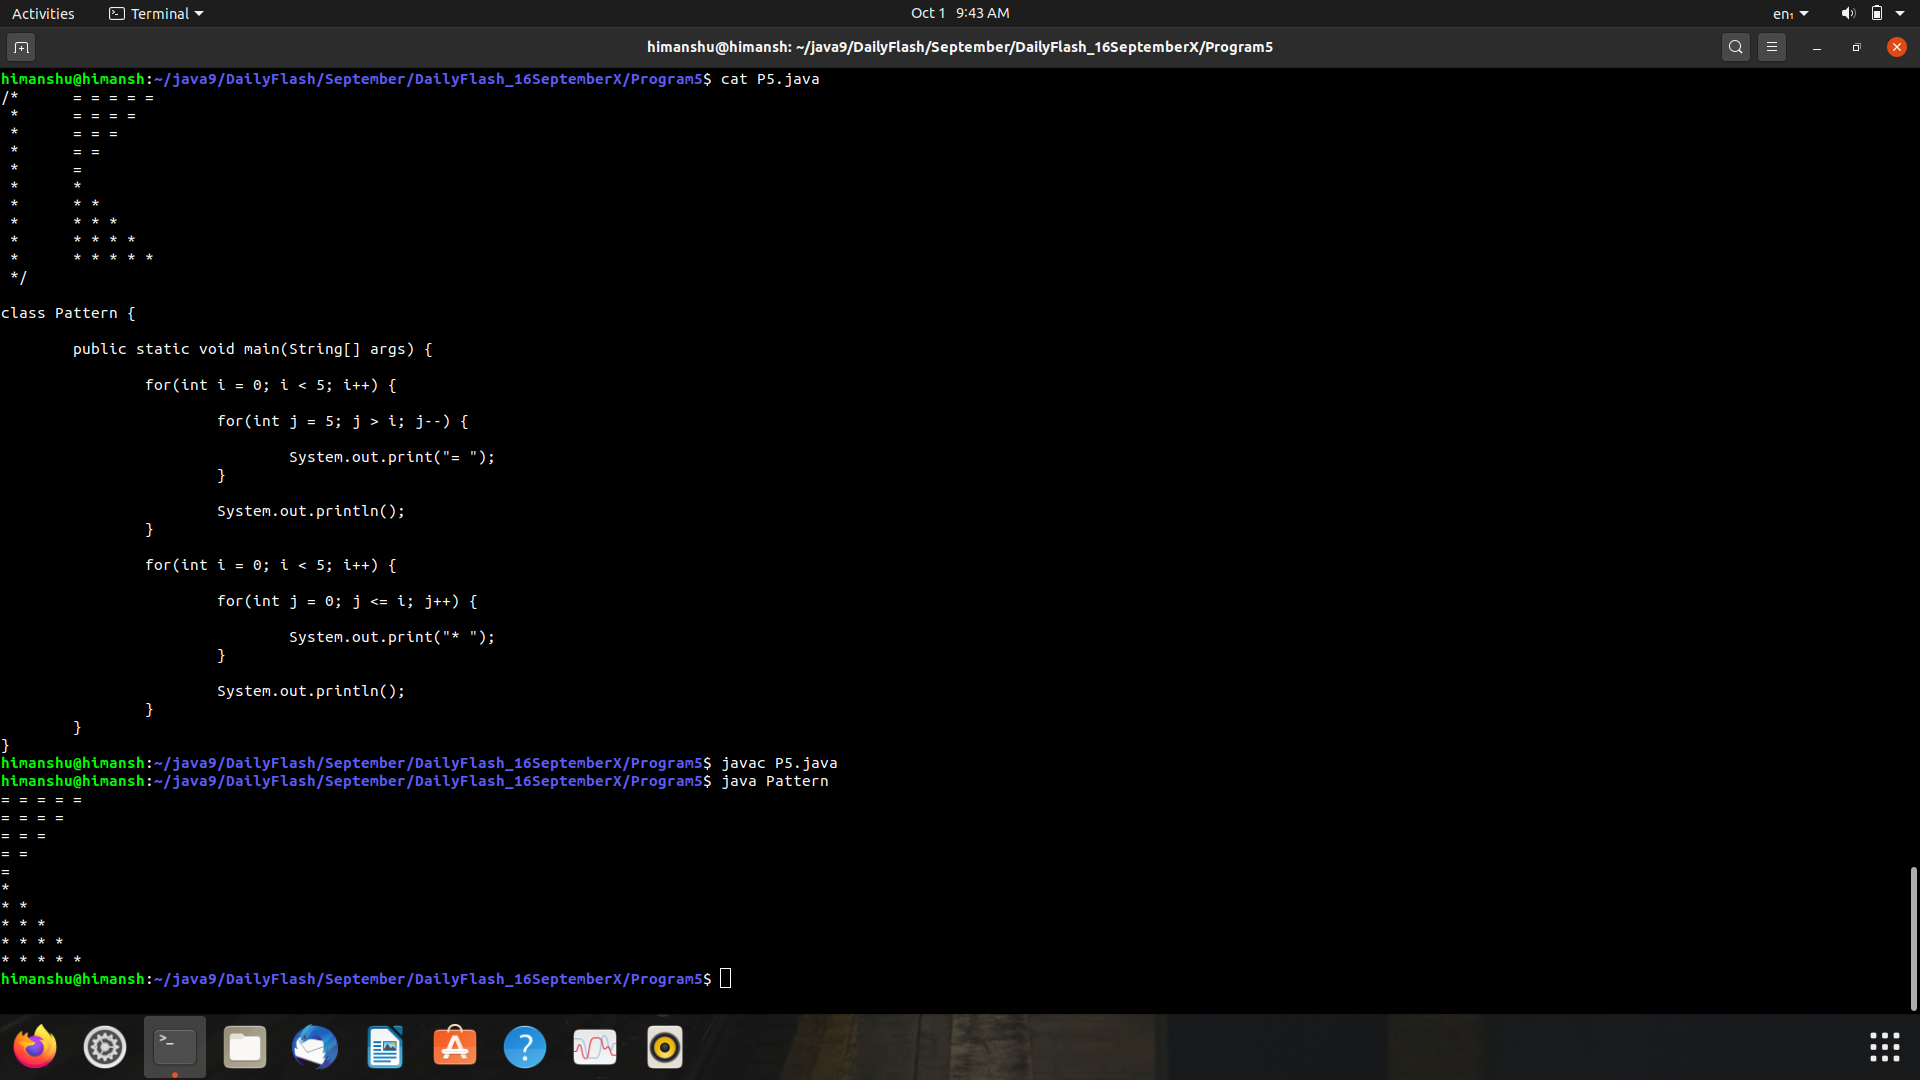 Activities Terminal Oct 1 9:43 AM en₁
himanshu@himansh: ~/java9/DailyFlash/September/DailyFlash_16SeptemberX/Program5
himanshu@himansh:~/java9/DailyFlash/September/DailyFlash_16SeptemberX/Program5$ cat P5.java
/*      = = = = =
 *      = = = =
 *      = = =
 *      = =
 *      =
 *      *
 *      * *
 *      * * *
 *      * * * *
 *      * * * * *
 */
class Pattern {
        public static void main(String[] args) {
                for(int i = 0; i < 5; i++) {
                        for(int j = 5; j > i; j--) {
                                System.out.print("= ");
                        }
                        System.out.println();
                }
                for(int i = 0; i < 5; i++) {
                        for(int j = 0; j <= i; j++) {
                                System.out.print("* ");
                        }
                        System.out.println();
                }
        }
}
himanshu@himansh:~/java9/DailyFlash/September/DailyFlash_16SeptemberX/Program5$ javac P5.java
himanshu@himansh:~/java9/DailyFlash/September/DailyFlash_16SeptemberX/Program5$ java Pattern
= = = = =
= = = =
= = =
= =
=
*
* *
* * *
* * * *
* * * * *
himanshu@himansh:~/java9/DailyFlash/September/DailyFlash_16SeptemberX/Program5$